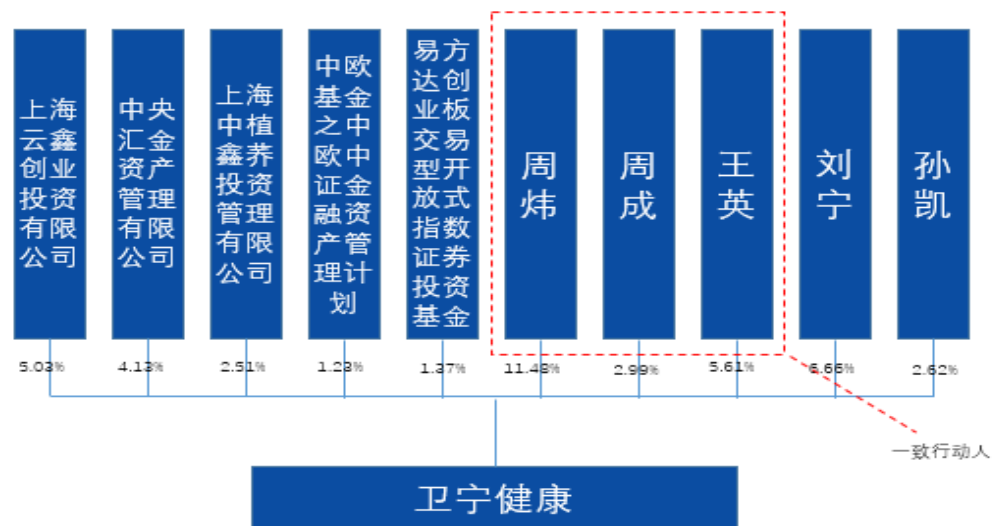 上海
云鑫
创业
投资
有限
公司
中央
汇金
资产
管理
有限
公司
上海
中植
鑫荞
投资
管理
有限
公司
中欧
基金
之中
欧中
证金
融资
产管
理计
划
易方
达创
业板
交易
型开
放式
指数
证券
投资
基金
周
炜
周
成
王
英
刘
宁
孙
凯
5.03%
4.13%
2.51%
1.23%
1.37%
11.48%
2.99%
5.61%
6.66%
2.62%
一致行动人
卫宁健康